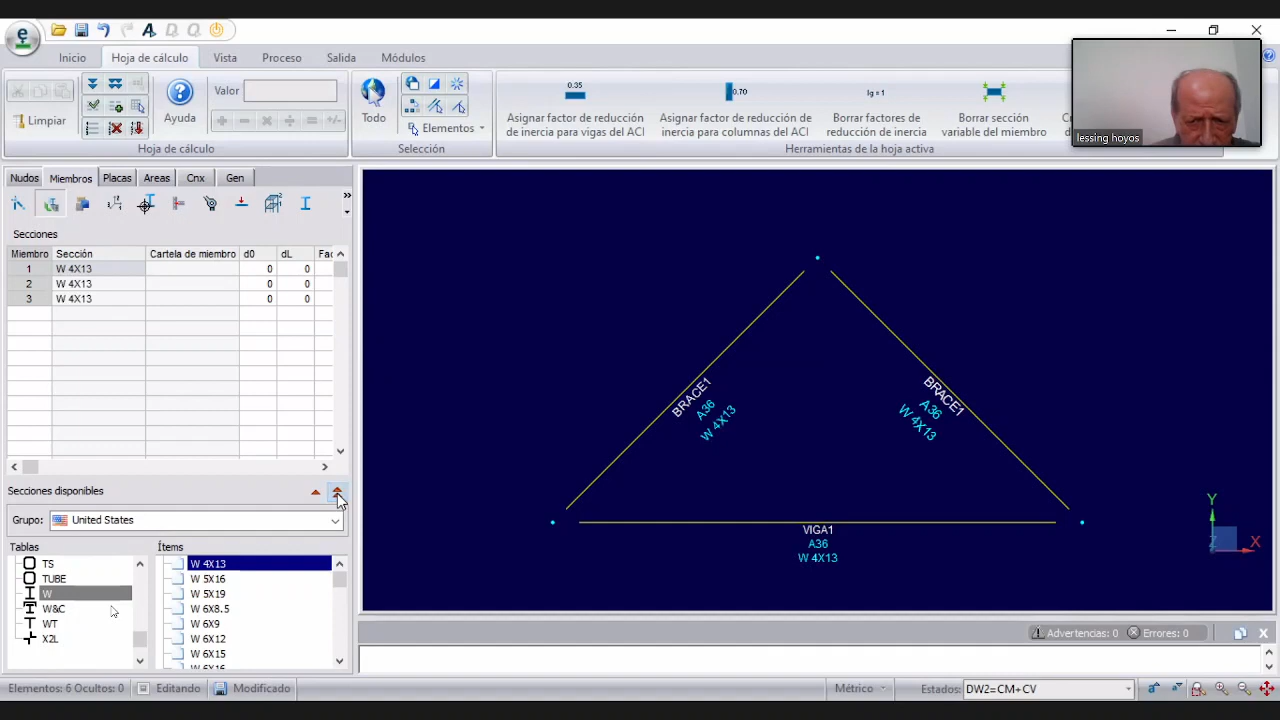 Inicio Hoja de cálculo Vista Proceso Salida Módulos
Limpiar
Ayuda
Valor
Hoja de cálculo
Todo
Elementos
Selección
0.35
Asignar factor de reducción
de inercia para vigas del ACI
0.70
Asignar factor de reducción
de inercia para columnas del ACI
Ig = 1
Borrar factores de
reducción de inercia
Borrar sección
variable del miembro
Herramientas de la hoja activa
lessing hoyos
Nudos Miembros Placas Areas Cnx Gen
Secciones
Miembro Sección Cartela de miembro d0 dL Fac
1 W 4X13 0 0
2 W 4X13 0 0
3 W 4X13 0 0
Secciones disponibles
Grupo: United States
Tablas
TS
TUBE
W
W&C
WT
X2L
Ítems
W 4X13
W 5X16
W 5X19
W 6X8.5
W 6X9
W 6X12
W 6X15
W 6X16
BRACE1
A36
W 4X13
BRACE1
A36
W 4X13
VIGA1
A36
W 4X13
Y
Z X
Advertencias: 0 Errores: 0
Elementos: 6 Ocultos: 0 Editando Modificado Métrico Estados: DW2=CM+CV